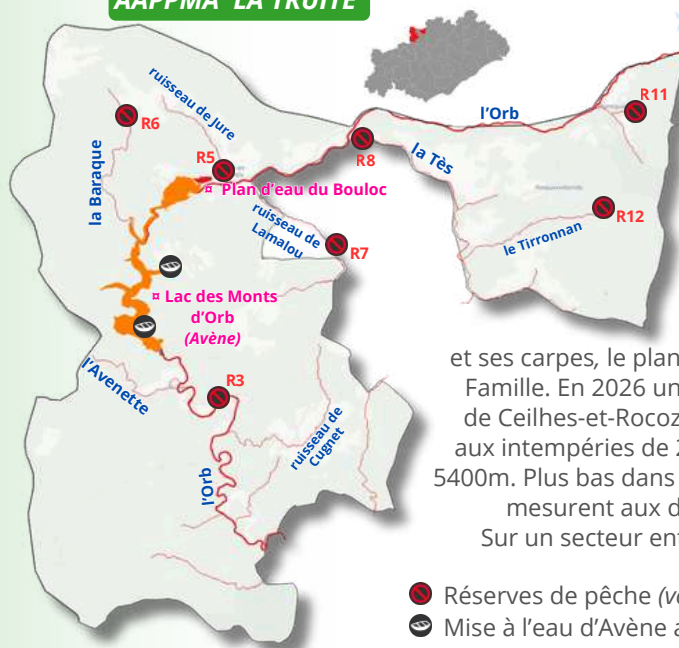 AAPPMA "LA TRUITE"
ruisseau de Jure
R6
la Baraque
R5
¤ Plan d'eau du Bouloc
R8
l'Orb
R11
la Tès
R12
le Tirronnan
ruisseau de
Lamalou
R7
¤ Lac des Monts
d'Orb
(Avène)
l'Avenette
R3
l'Orb
ruisseau de
Cugnet
et ses carpes, le plan
Famille. En 2026 un
de Ceilhes-et-Rocoz
aux intempéries de 2
5400m. Plus bas dans
mesurent aux d
Sur un secteur ent
Réserves de pêche (vo
Mise à l'eau d'Avène a